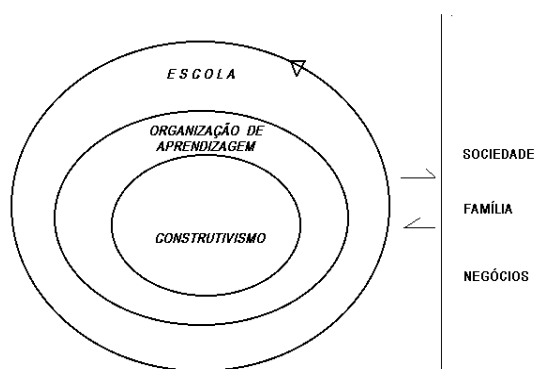 ESCOLA
ORGANIZAÇÃO DE
APRENDIZAGEM
CONSTRUTIVISMO
SOCIEDADE
FAMÍLIA
NEGÓCIOS